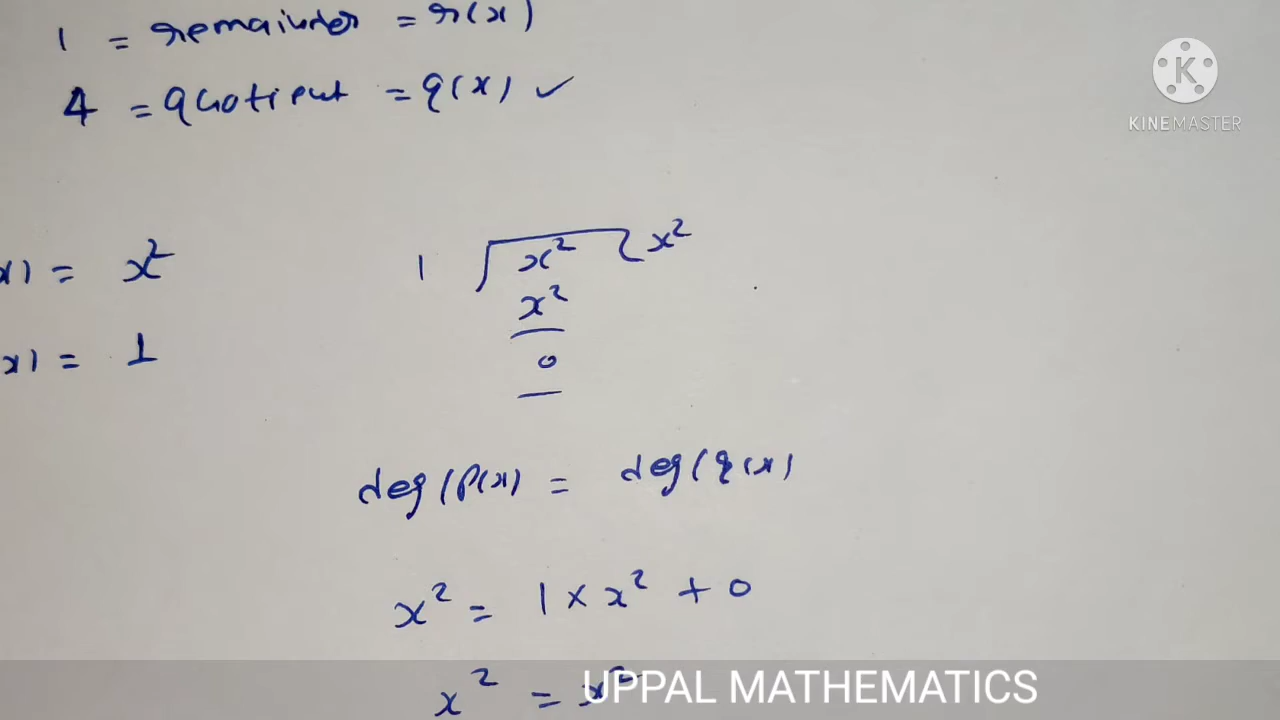 1 = remainder = r(x)
4 = quotient = q(x) ✓
KINEMASTER
x) = x²
1 x² x²
x²
x) = 1
0
deg(p(x) = deg(q(x)
x² = 1 × x² + 0
x² = x²
UPPAL MATHEMATICS